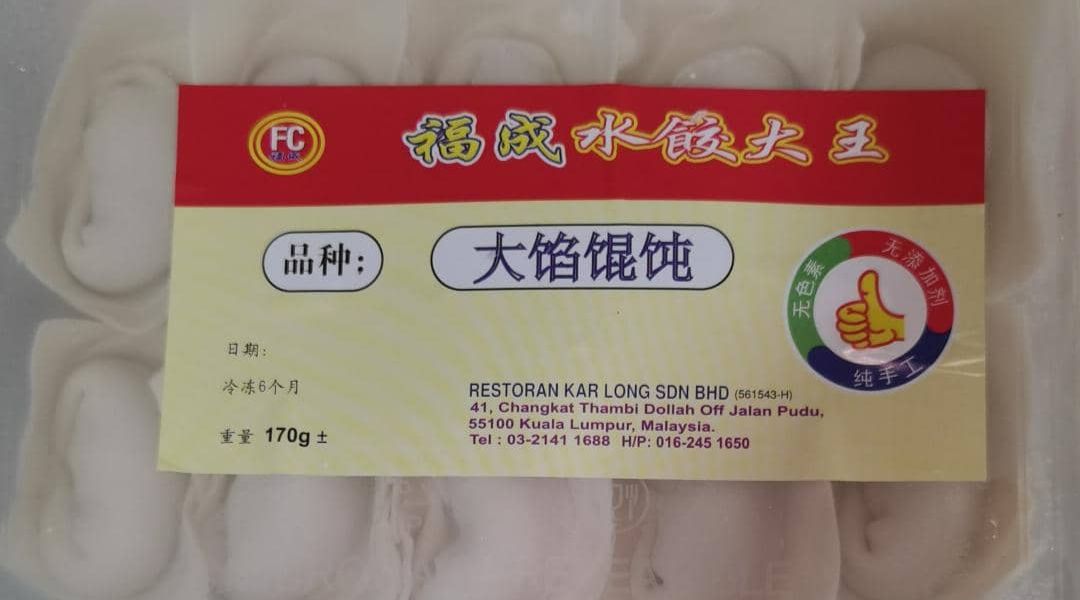 FC
福成
福成水餃大王
品种:
大馅馄饨
无色素
无添加剂
纯手工
日期:
冷冻6个月
重量 170g ±
RESTORAN KAR LONG SDN BHD (561543-H)
41, Changkat Thambi Dollah Off Jalan Pudu,
55100 Kuala Lumpur, Malaysia.
Tel : 03-2141 1688 H/P: 016-245 1650